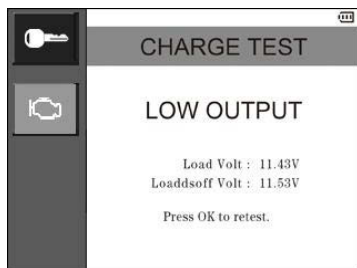 CHARGE TEST
LOW OUTPUT
Load Volt : 11.43V
Loaddsoff Volt : 11.53V
Press OK to retest.